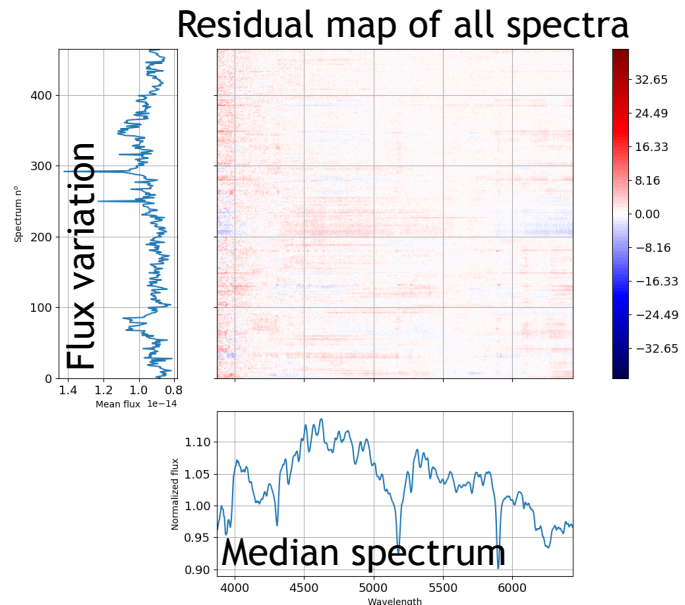 Residual map of all spectra
400
300
200
100
0
Spectrum n°
Flux variation
1.4 1.2 1.0 0.8
Mean flux 1e−14
32.65
24.49
16.33
8.16
0.00
−8.16
−16.33
−24.49
−32.65
1.10
1.05
1.00
0.95
0.90
Normalized flux
Median spectrum
4000 4500 5000 5500 6000
Wavelength